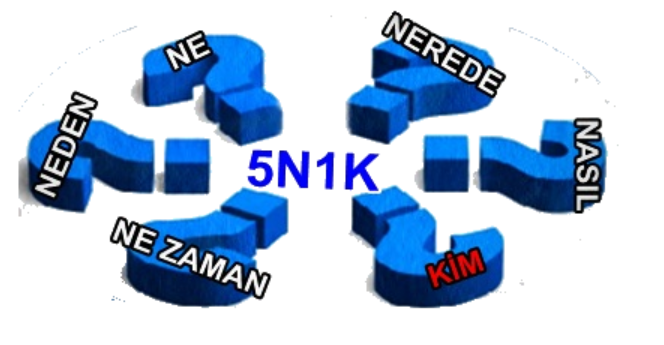 NE
NEREDE
NEDEN
5N1K
NASIL
NE ZAMAN
KİM